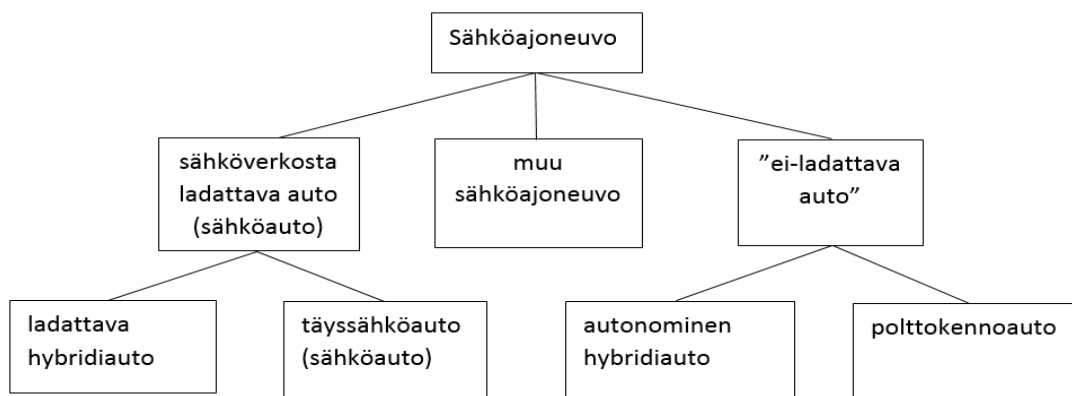 Sähköajoneuvo
sähköverkosta
ladattava auto
(sähköauto)
muu
sähköajoneuvo
”ei-ladattava
auto”
ladattava
hybridiauto
täyssähköauto
(sähköauto)
autonominen
hybridiauto
polttokennoauto